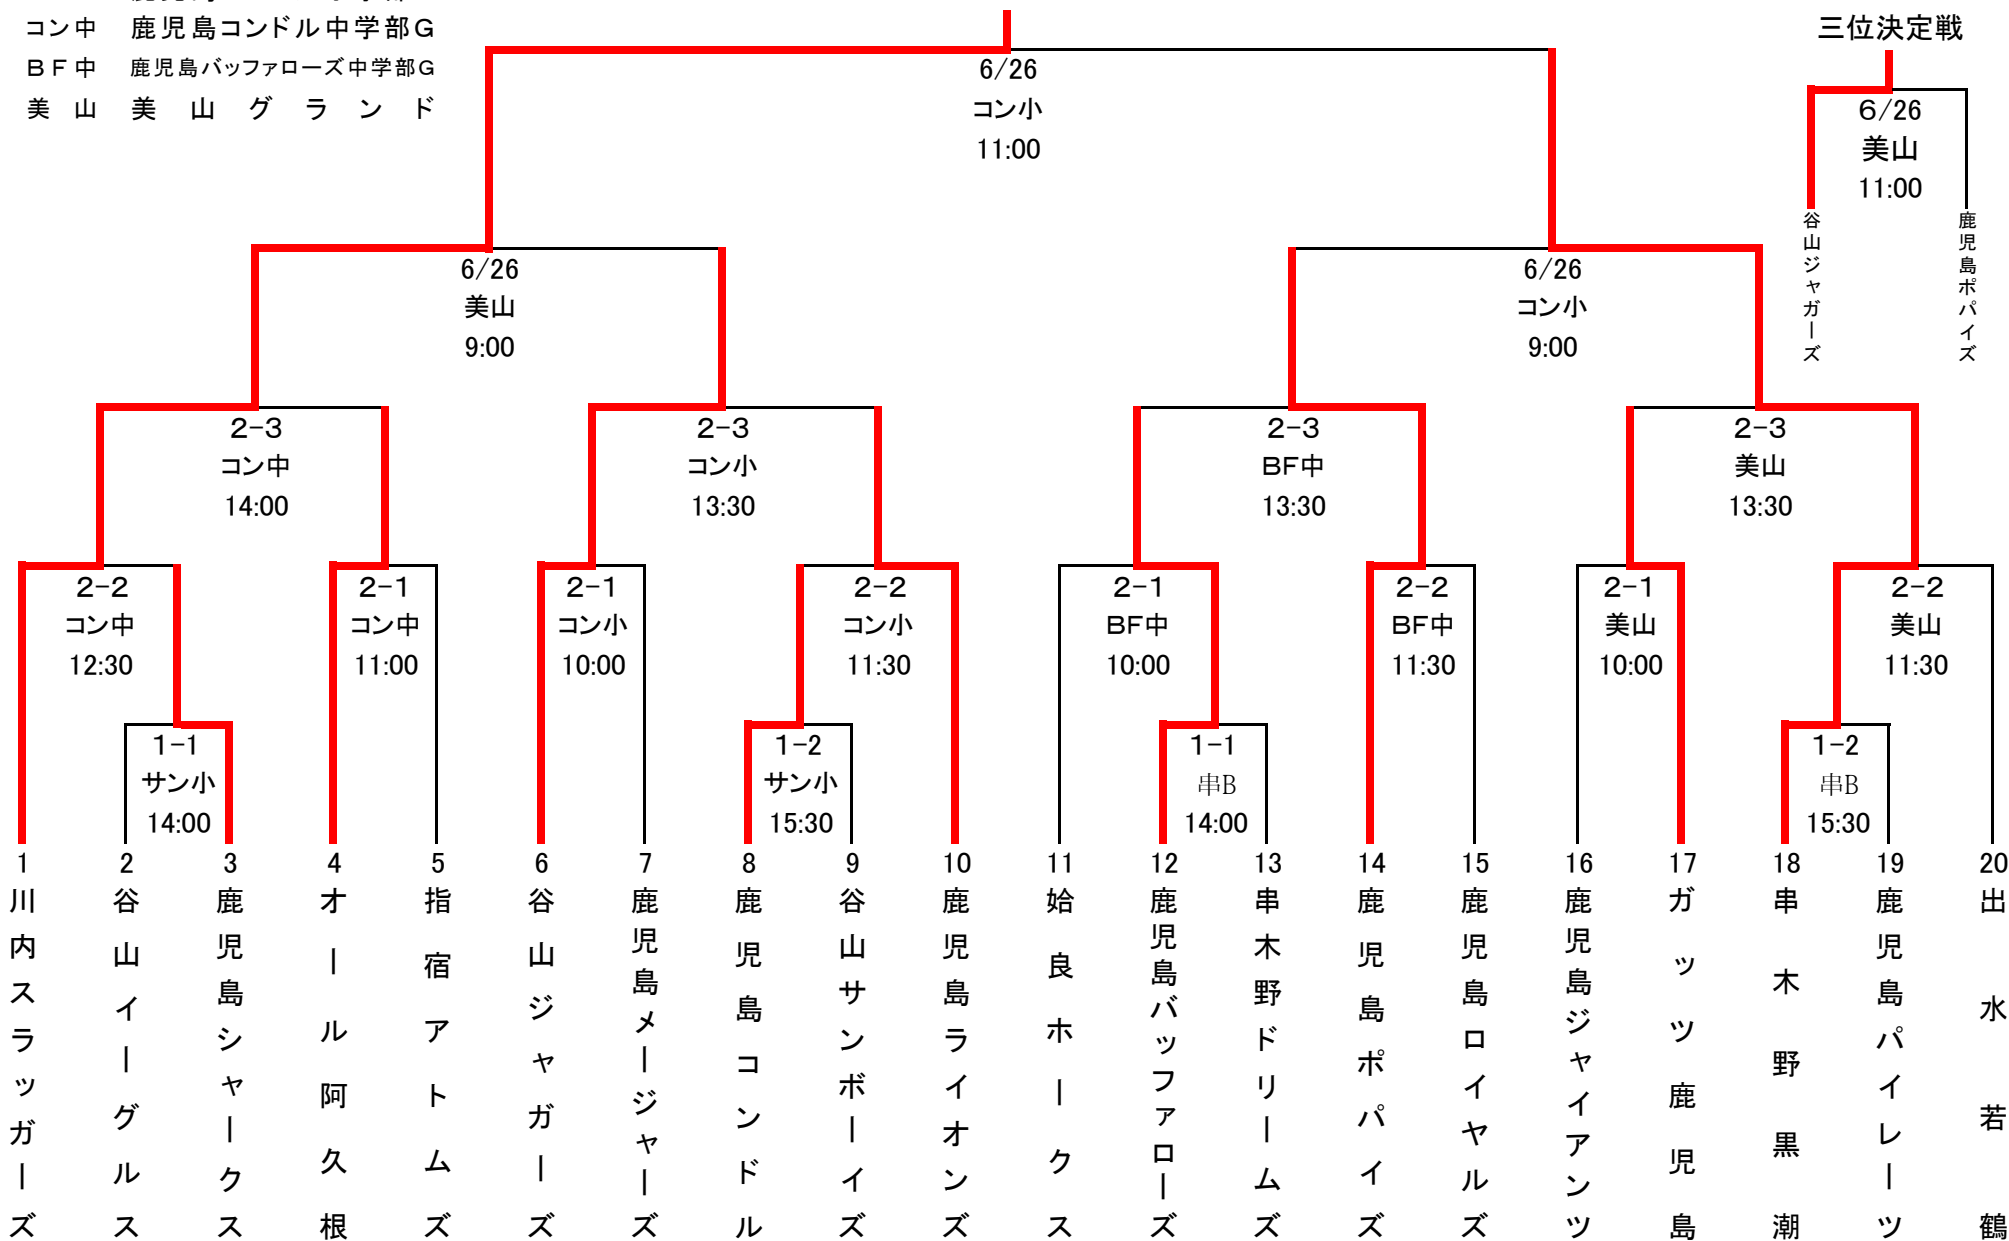 コン中 鹿児島コンドル中学部G
BF中 鹿児島バッファローズ中学部G
美山 美山グランド
三位決定戦
6/26
コン小
11:00
6/26
美山
11:00
谷山ジャガーズ
鹿児島ポパイズ
6/26
美山
9:00
6/26
コン小
9:00
2-3
コン中
14:00
2-3
コン小
13:30
2-3
BF中
13:30
2-3
美山
13:30
2-2
コン中
12:30
2-1
コン中
11:00
2-1
コン小
10:00
2-2
コン小
11:30
2-1
BF中
10:00
2-2
BF中
11:30
2-1
美山
10:00
2-2
美山
11:30
1-1
サン小
14:00
1-2
サン小
15:30
1-1
串B
14:00
1-2
串B
15:30
1 川内スラッガーズ
2 谷山イーグルス
3 鹿児島シャークス
4 オール阿久根
5 指宿アトムズ
6 谷山ジャガーズ
7 鹿児島メージャーズ
8 鹿児島コンドル
9 谷山サンボーイズ
10 鹿児島ライオンズ
11 姶良ホークス
12 鹿児島バッファローズ
13 串木野ドリームズ
14 鹿児島ポパイズ
15 鹿児島ロイヤルズ
16 鹿児島ジャイアンツ
17 ガッツ鹿児島
18 串木野黒潮
19 鹿児島パイレーツ
20 出水若鶴